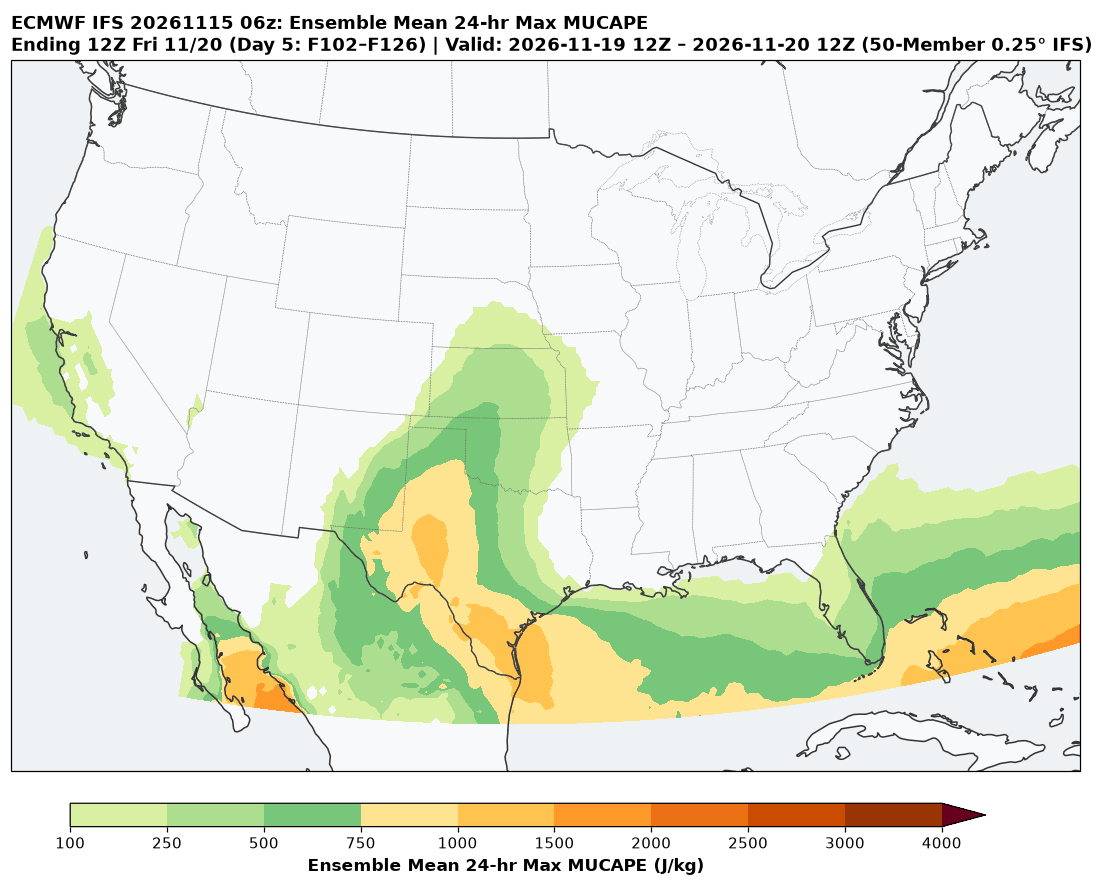 ECMWF IFS 20261115 06z: Ensemble Mean 24-hr Max MUCAPE
Ending 12Z Fri 11/20 (Day 5: F102–F126) | Valid: 2026-11-19 12Z – 2026-11-20 12Z (50-Member 0.25° IFS)
100 250 500 750 1000 1500 2000 2500 3000 4000
Ensemble Mean 24-hr Max MUCAPE (J/kg)